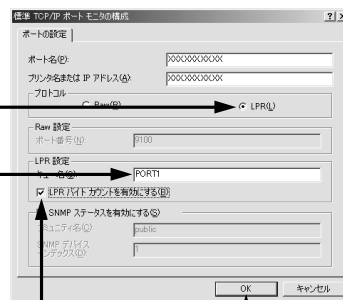 標準 TCP/IP ポート モニタの構成
ポートの設定
ポート名(P):
XXXXXXXXXXX
プリンタ名または IP アドレス(A):
XXXXXXXXXXX
プロトコル
Raw(R)
LPR(L)
Raw 設定
ポート番号(N):
9100
LPR 設定
キュー名(Q):
PORT1
LPR バイト カウントを有効にする(B)
SNMP ステータスを有効にする(S)
コミュニティ名(C):
public
SNMP デバイス
インデックス(D):
1
OK
キャンセル